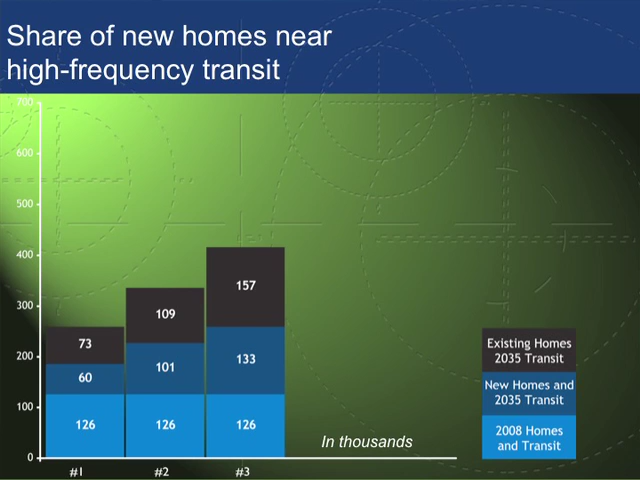 Share of new homes near
high-frequency transit
700
600
500
400
300
200
100
0
157
109
133
73
101
60
126
126
126
#1
#2
#3
In thousands
Existing Homes
2035 Transit
New Homes and
2035 Transit
2008 Homes
and Transit